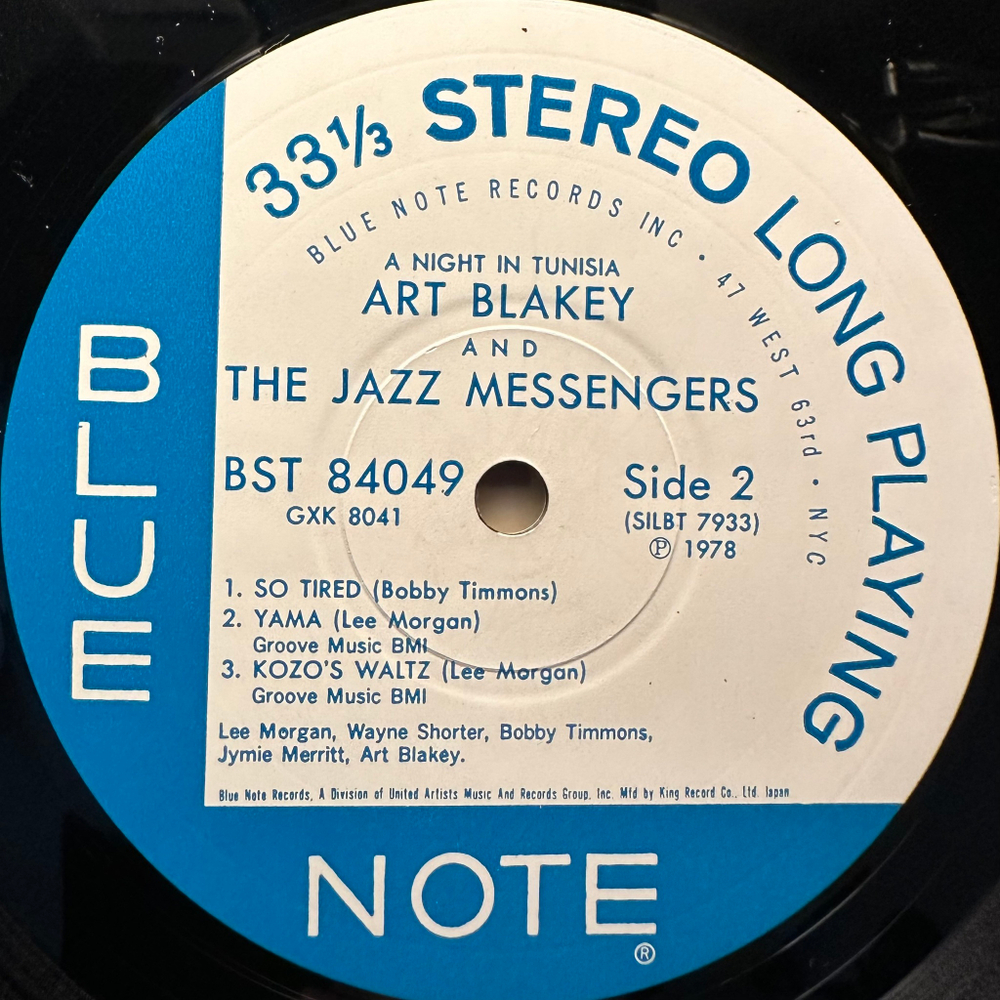 33⅓ STEREO LONG PLAYING
BLUE NOTE RECORDS INC • 47 WEST 63rd • NYC
A NIGHT IN TUNISIA
ART BLAKEY
AND
THE JAZZ MESSENGERS
BST 84049
GXK 8041
Side 2
(SILBT 7933)
Ⓟ 1978
1. SO TIRED (Bobby Timmons)
2. YAMA (Lee Morgan)
Groove Music BMI
3. KOZO'S WALTZ (Lee Morgan)
Groove Music BMI
Lee Morgan, Wayne Shorter, Bobby Timmons,
Jymie Merritt, Art Blakey.
Blue Note Records, A Division of United Artists Music And Records Group, Inc. Mfd by King Record Co., Ltd. Japan
BLUE
NOTE®